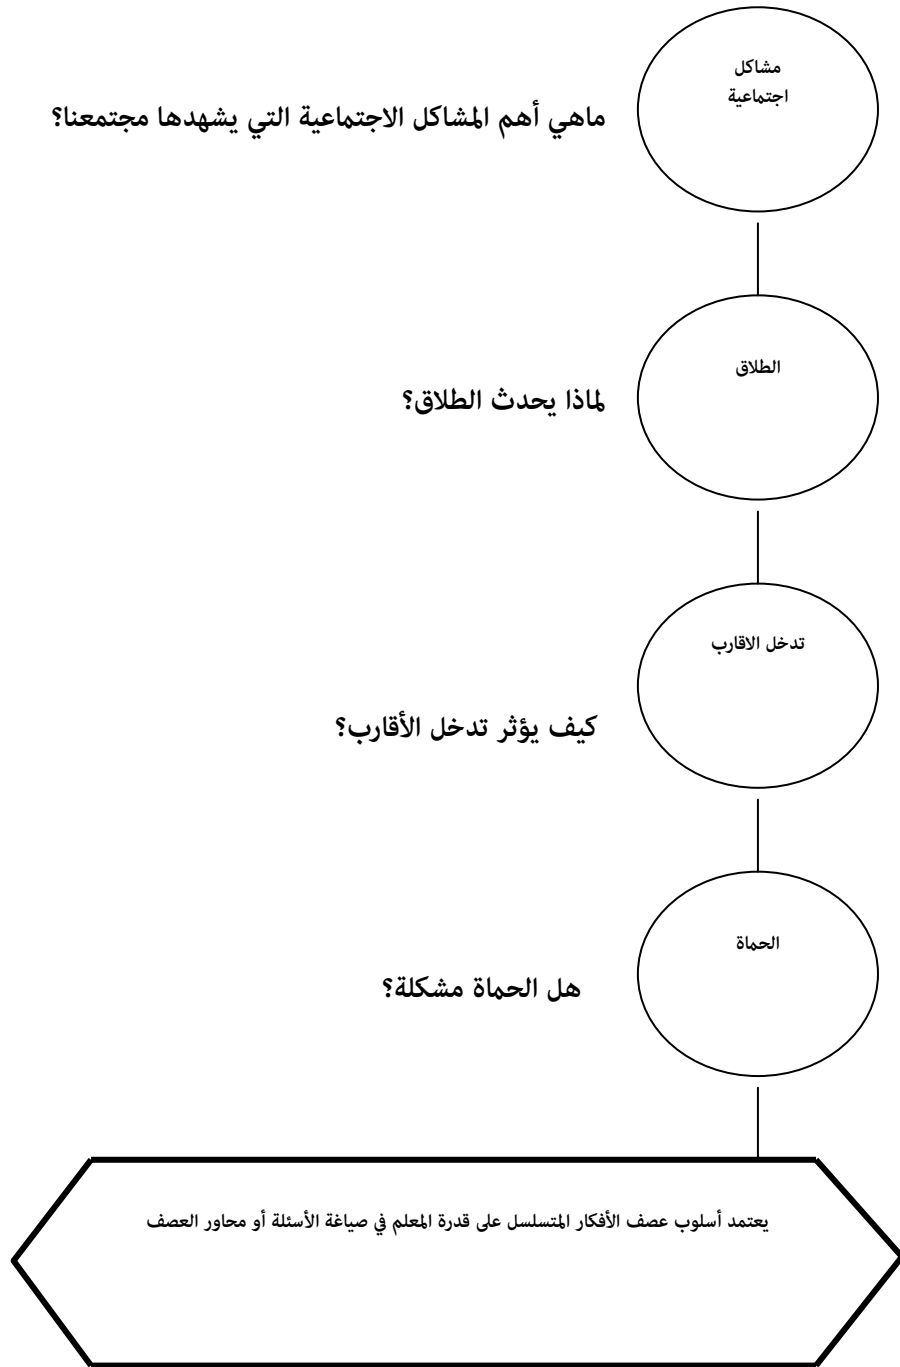 مشاكل
اجتماعية
ماهي أهم المشاكل الاجتماعية التي يشهدها مجتمعنا؟
الطلاق
لماذا يحدث الطلاق؟
تدخل الاقارب
كيف يؤثر تدخل الأقارب؟
الحماة
هل الحماة مشكلة؟
يعتمد أسلوب عصف الأفكار المتسلسل على قدرة المعلم في صياغة الأسئلة أو محاور العصف